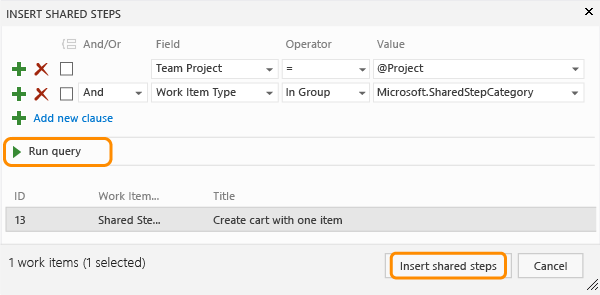 INSERT SHARED STEPS
And/Or Field Operator Value
Team Project = @Project
And Work Item Type In Group Microsoft.SharedStepCategory
Add new clause
Run query
ID Work Item... Title
13 Shared Ste... Create cart with one item
1 work items (1 selected)
Insert shared steps Cancel